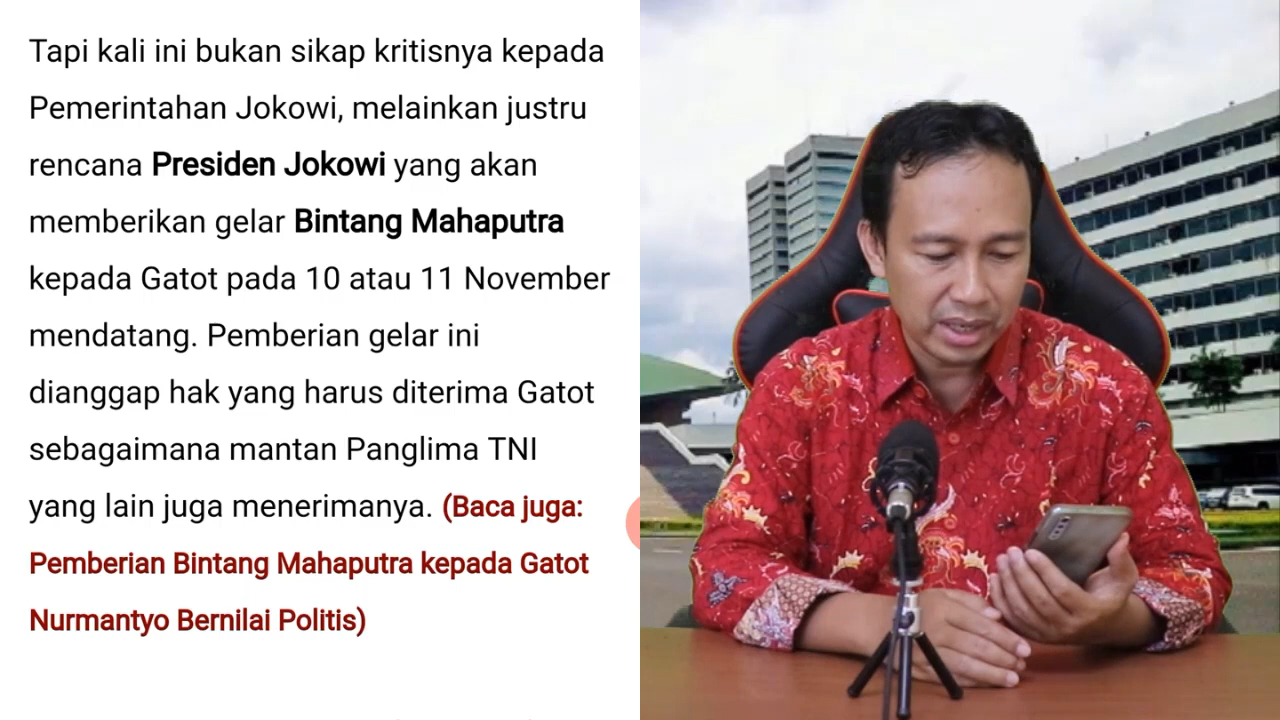 Tapi kali ini bukan sikap kritisnya kepada
Pemerintahan Jokowi, melainkan justru
rencana Presiden Jokowi yang akan
memberikan gelar Bintang Mahaputra
kepada Gatot pada 10 atau 11 November
mendatang. Pemberian gelar ini
dianggap hak yang harus diterima Gatot
sebagaimana mantan Panglima TNI
yang lain juga menerimanya. (Baca juga:
Pemberian Bintang Mahaputra kepada Gatot
Nurmantyo Bernilai Politis)